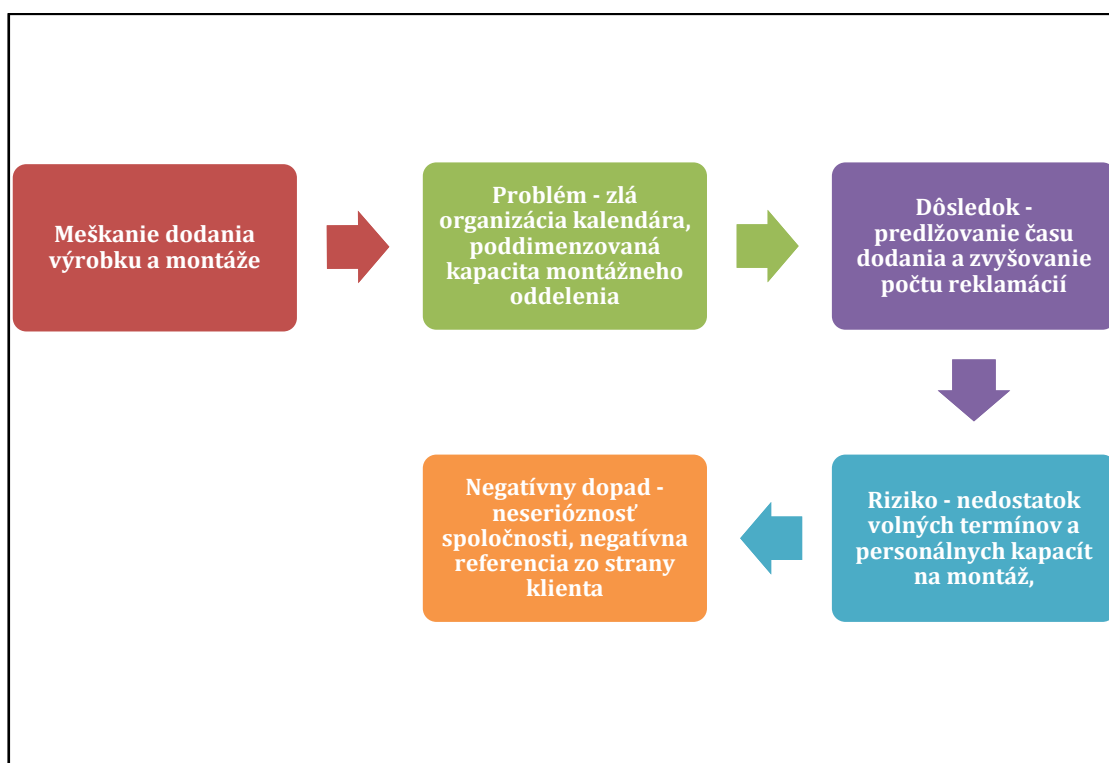 Meškanie dodania
výrobku a montáže
Problém - zlá
organizácia kalendára,
poddimenzovaná
kapacita montážneho
oddelenia
Dôsledok -
predlžovanie času
dodania a zvyšovanie
počtu reklamácií
Riziko - nedostatok
volných termínov a
personálnych kapacít
na montáž,
Negatívny dopad -
neserióznosť
spoločnosti, negatívna
referencia zo strany
klienta